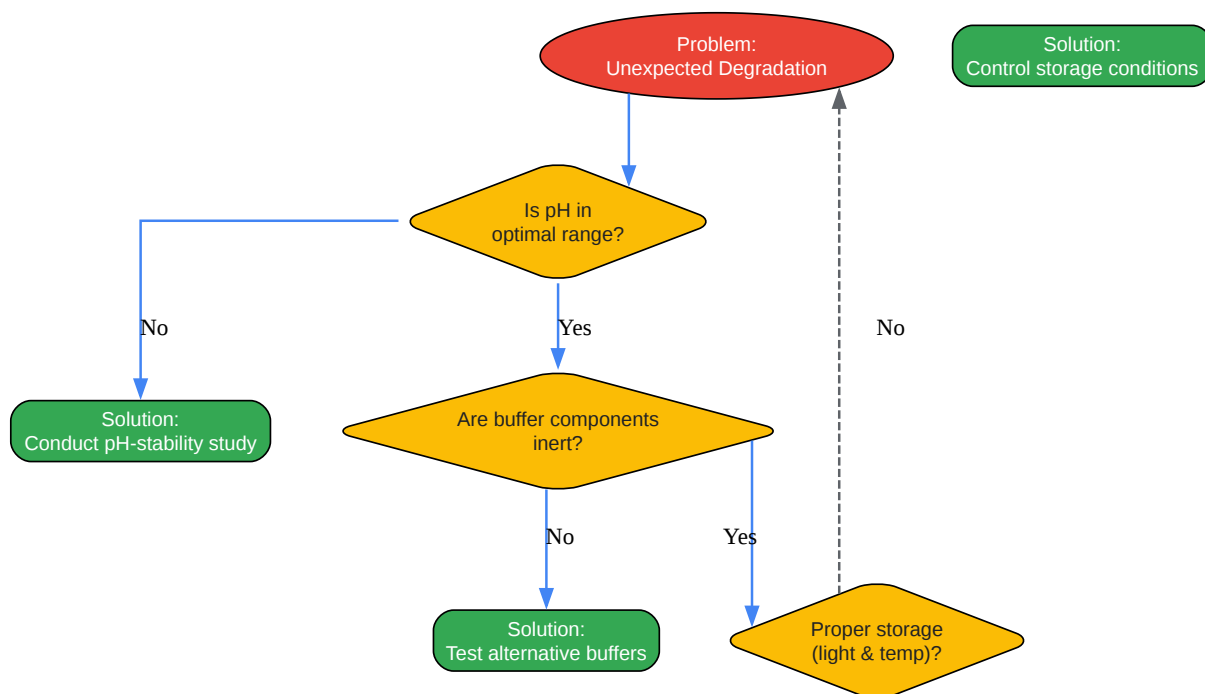 Problem:
Unexpected Degradation
Solution:
Control storage conditions
Is pH in
optimal range?
No
Yes
No
Solution:
Conduct pH-stability study
Are buffer components
inert?
No
Yes
Solution:
Test alternative buffers
Proper storage
(light & temp)?